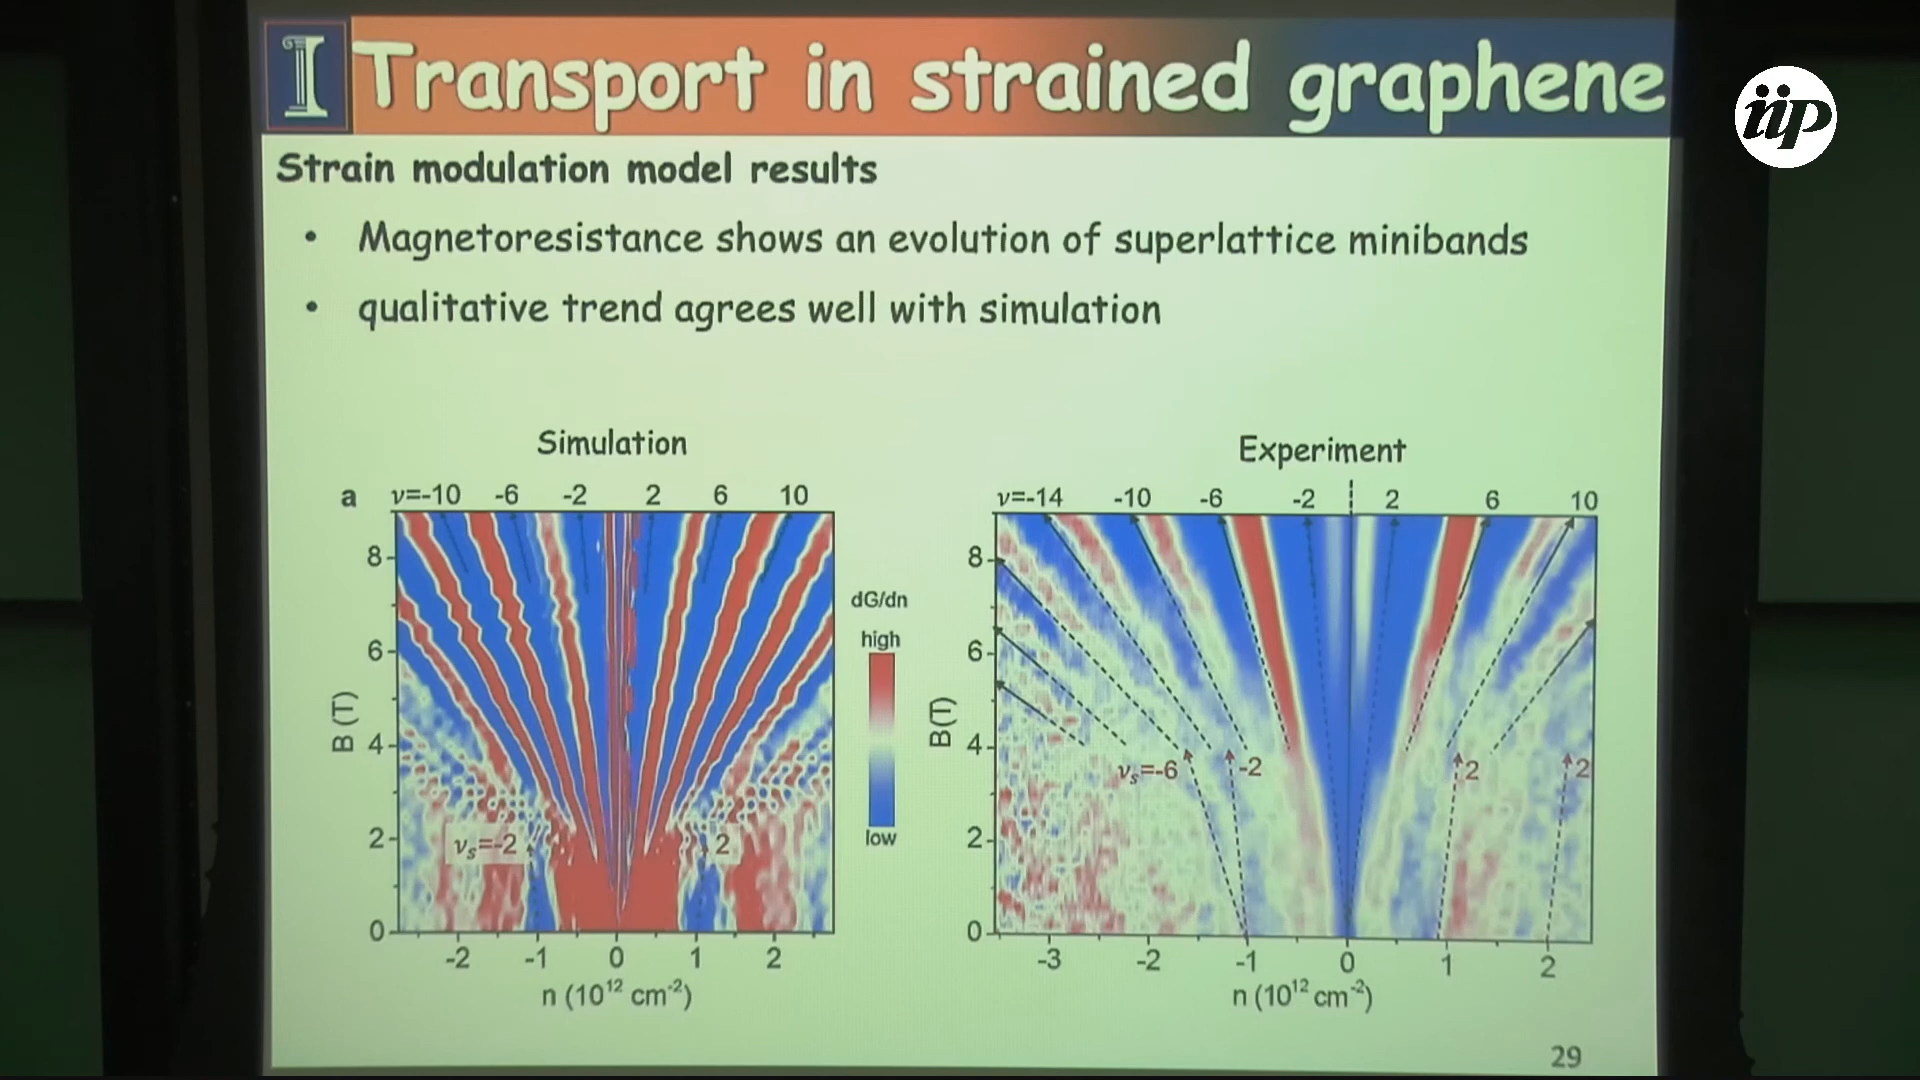 I Transport in strained graphene
iip
Strain modulation model results
• Magnetoresistance shows an evolution of superlattice minibands
• qualitative trend agrees well with simulation
Simulation
a ν=-10 -6 -2 2 6 10
8
6
4
2
0
B (T)
νs=-2 2
-2 -1 0 1 2
n (10¹² cm⁻²)
dG/dn
high
low
Experiment
ν=-14 -10 -6 -2 2 6 10
8
6
4
2
0
B(T)
νs=-6 -2 2 2
-3 -2 -1 0 1 2
n (10¹² cm⁻²)
29